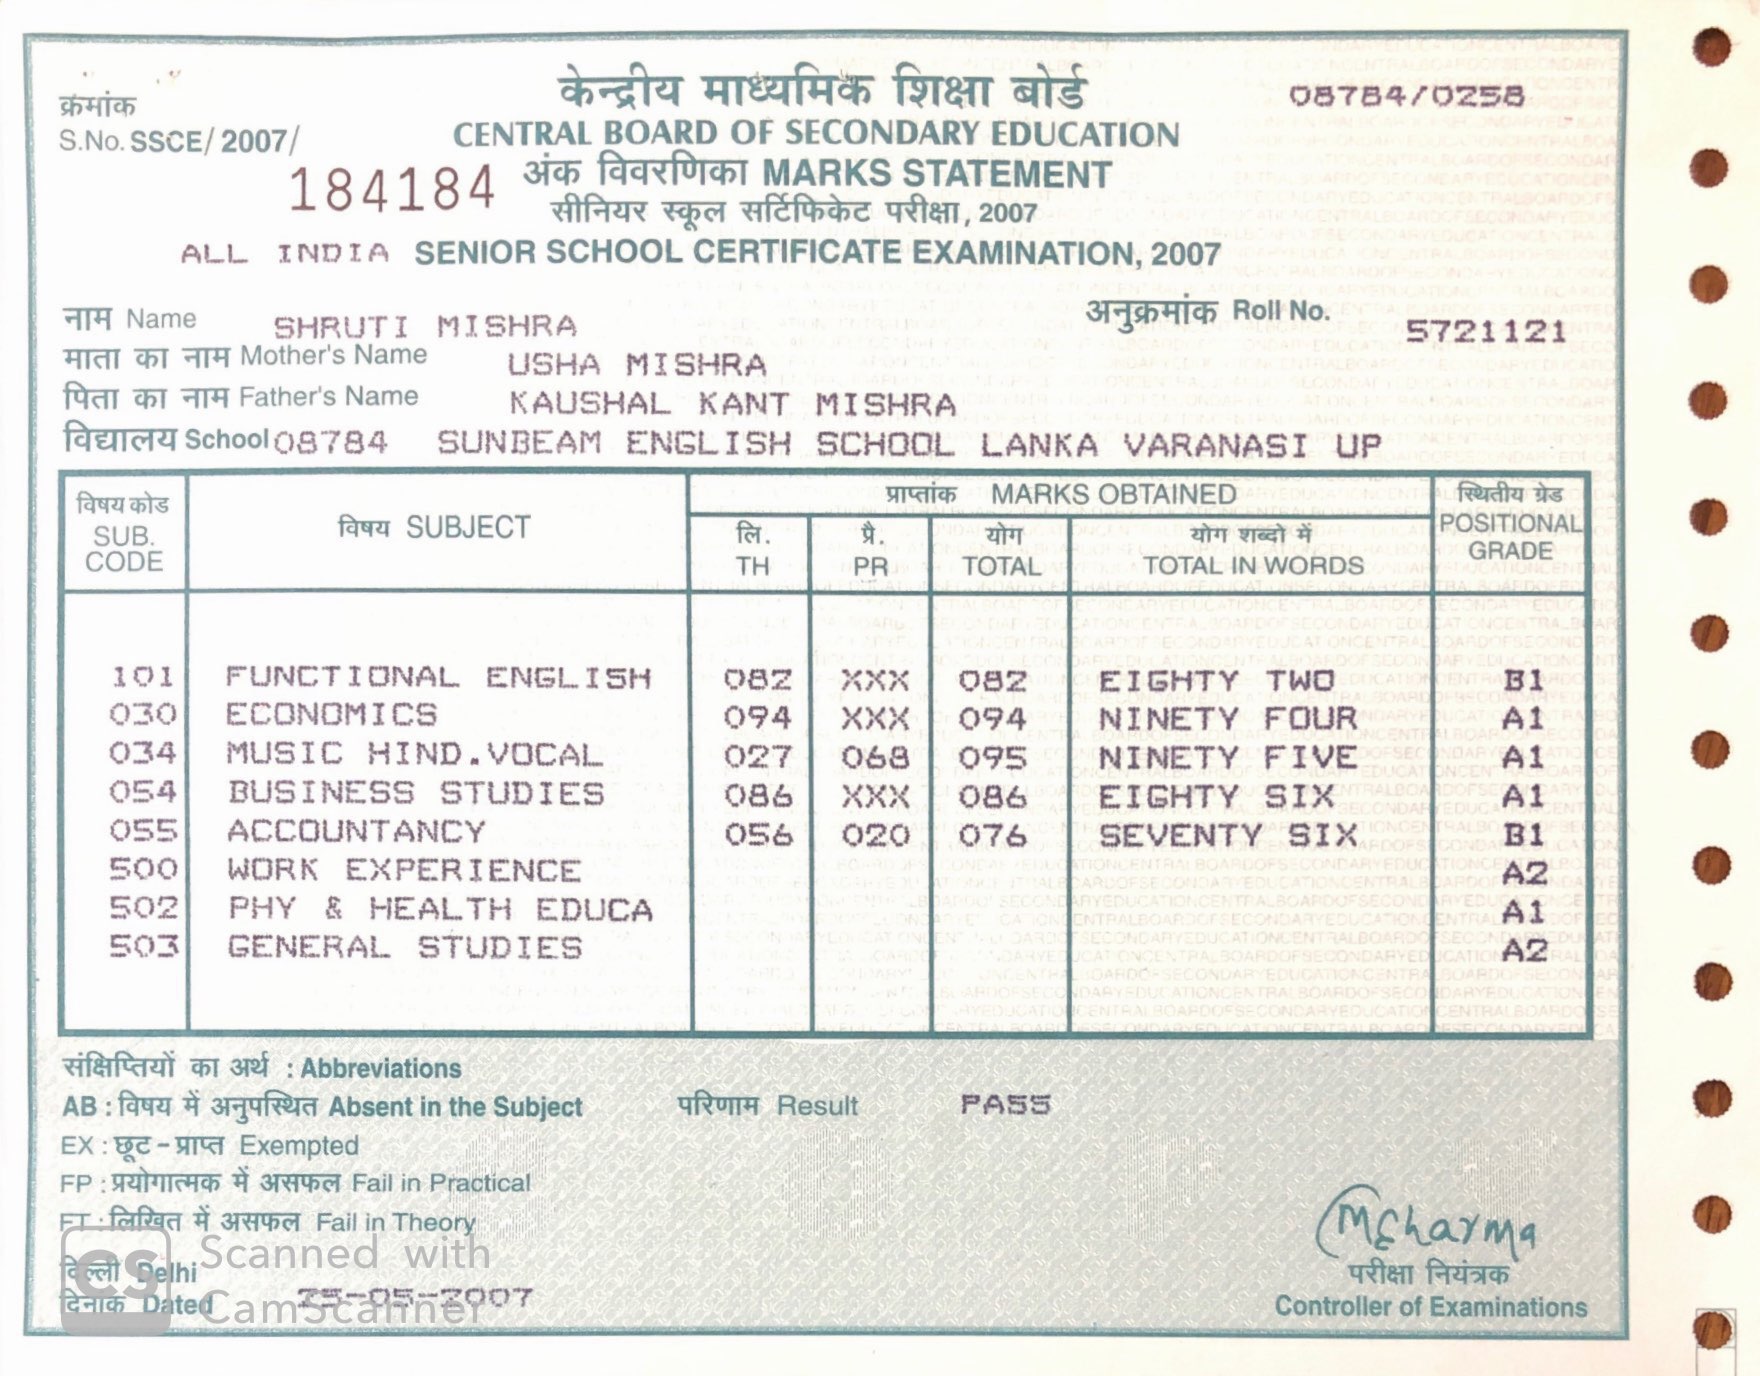 क्रमांक
S.No. SSCE/ 2007/
184184
केन्द्रीय माध्यमिक शिक्षा बोर्ड
08784/0258
CENTRAL BOARD OF SECONDARY EDUCATION
अंक विवरणिका MARKS STATEMENT
सीनियर स्कूल सर्टिफिकेट परीक्षा, 2007
ALL INDIA SENIOR SCHOOL CERTIFICATE EXAMINATION, 2007
नाम Name SHRUTI MISHRA अनुक्रमांक Roll No. 5721121
माता का नाम Mother's Name USHA MISHRA
पिता का नाम Father's Name KAUSHAL KANT MISHRA
विद्यालय School 08784 SUNBEAM ENGLISH SCHOOL LANKA VARANASI UP
विषय कोड SUB. CODE विषय SUBJECT प्राप्तांक MARKS OBTAINED स्थितीय ग्रेड POSITIONAL GRADE
लि. TH प्रै. PR योग TOTAL योग शब्दो में TOTAL IN WORDS
101 FUNCTIONAL ENGLISH 082 XXX 082 EIGHTY TWO B1
030 ECONOMICS 094 XXX 094 NINETY FOUR A1
034 MUSIC HIND.VOCAL 027 068 095 NINETY FIVE A1
054 BUSINESS STUDIES 086 XXX 086 EIGHTY SIX A1
055 ACCOUNTANCY 056 020 076 SEVENTY SIX B1
500 WORK EXPERIENCE A2
502 PHY & HEALTH EDUCA A1
503 GENERAL STUDIES A2
संक्षिप्तियों का अर्थ : Abbreviations
AB : विषय में अनुपस्थित Absent in the Subject परिणाम Result PASS
EX : छूट - प्राप्त Exempted
FP : प्रयोगात्मक में असफल Fail in Practical
FT : लिखित में असफल Fail in Theory
दिल्ली Delhi
दिनांक Dated 25-05-2007
MCSharma
परीक्षा नियंत्रक
Controller of Examinations
CS Scanned with
CamScanner